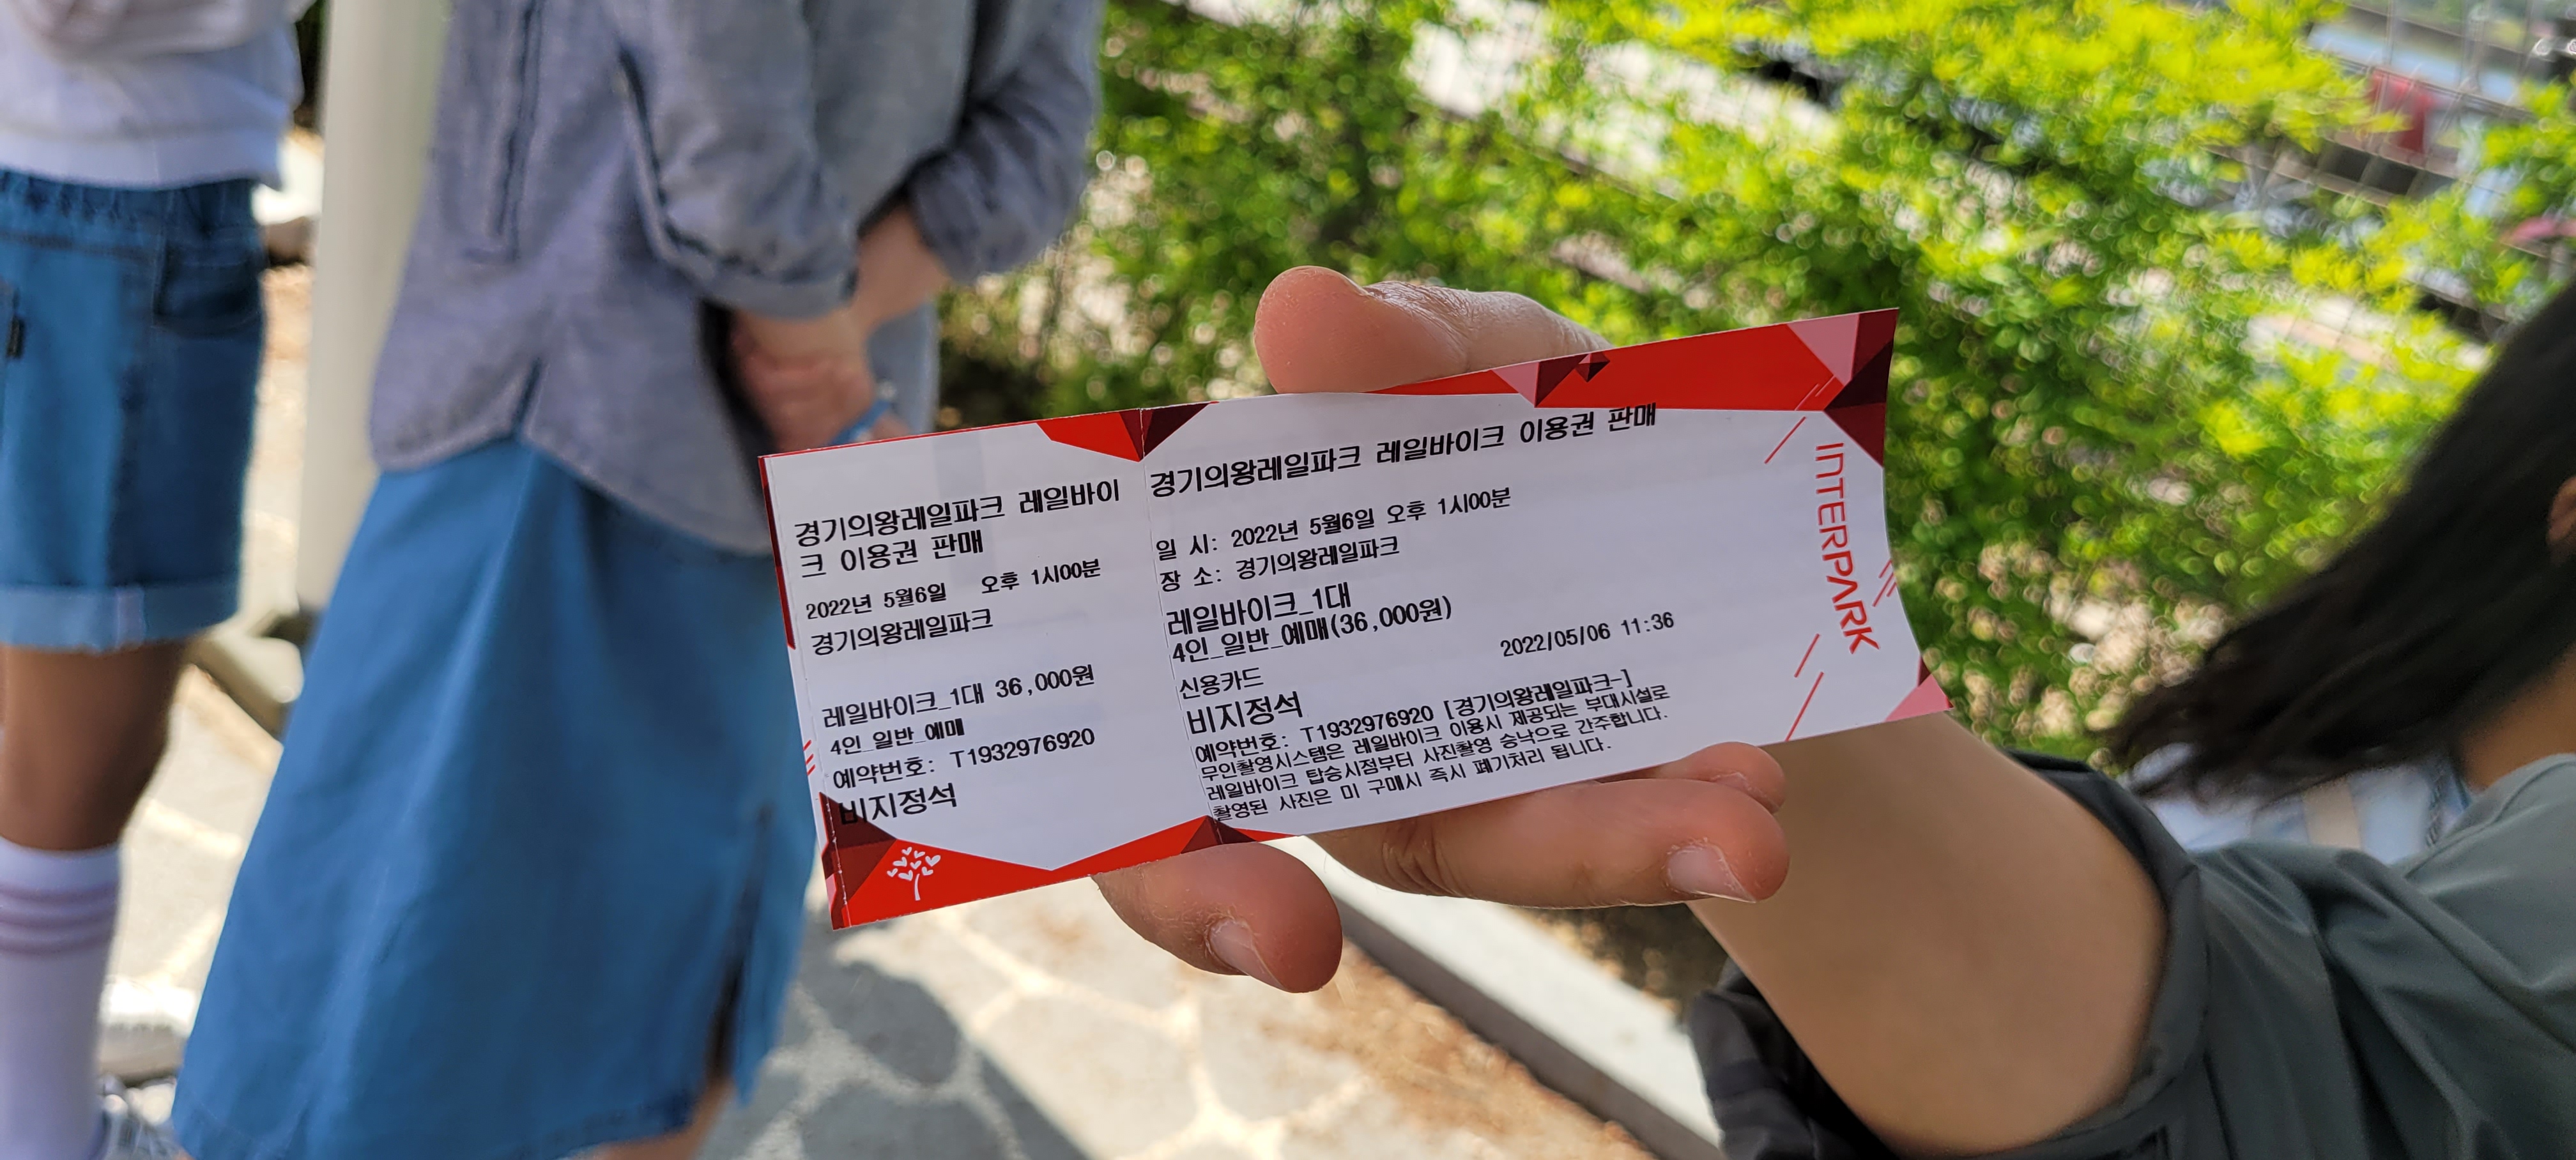 경기의왕레일파크 레일바이
크 이용권 판매
2022년 5월6일 오후 1시00분
경기의왕레일파크
레일바이크_1대 36,000원
4인_일반_예매
예약번호: T1932976920
비지정석
경기의왕레일파크 레일바이크 이용권 판매
일 시: 2022년 5월6일 오후 1시00분
장 소: 경기의왕레일파크
레일바이크_1대
4인_일반_예매(36,000원)
2022/05/06 11:36
신용카드
비지정석
예약번호: T1932976920 [경기의왕레일파크-]
무인촬영시스템은 레일바이크 이용시 제공되는 부대시설로
레일바이크 탑승시점부터 사진촬영 승낙으로 간주합니다.
촬영된 사진은 미 구매시 즉시 폐기처리 됩니다.
INTERPARK